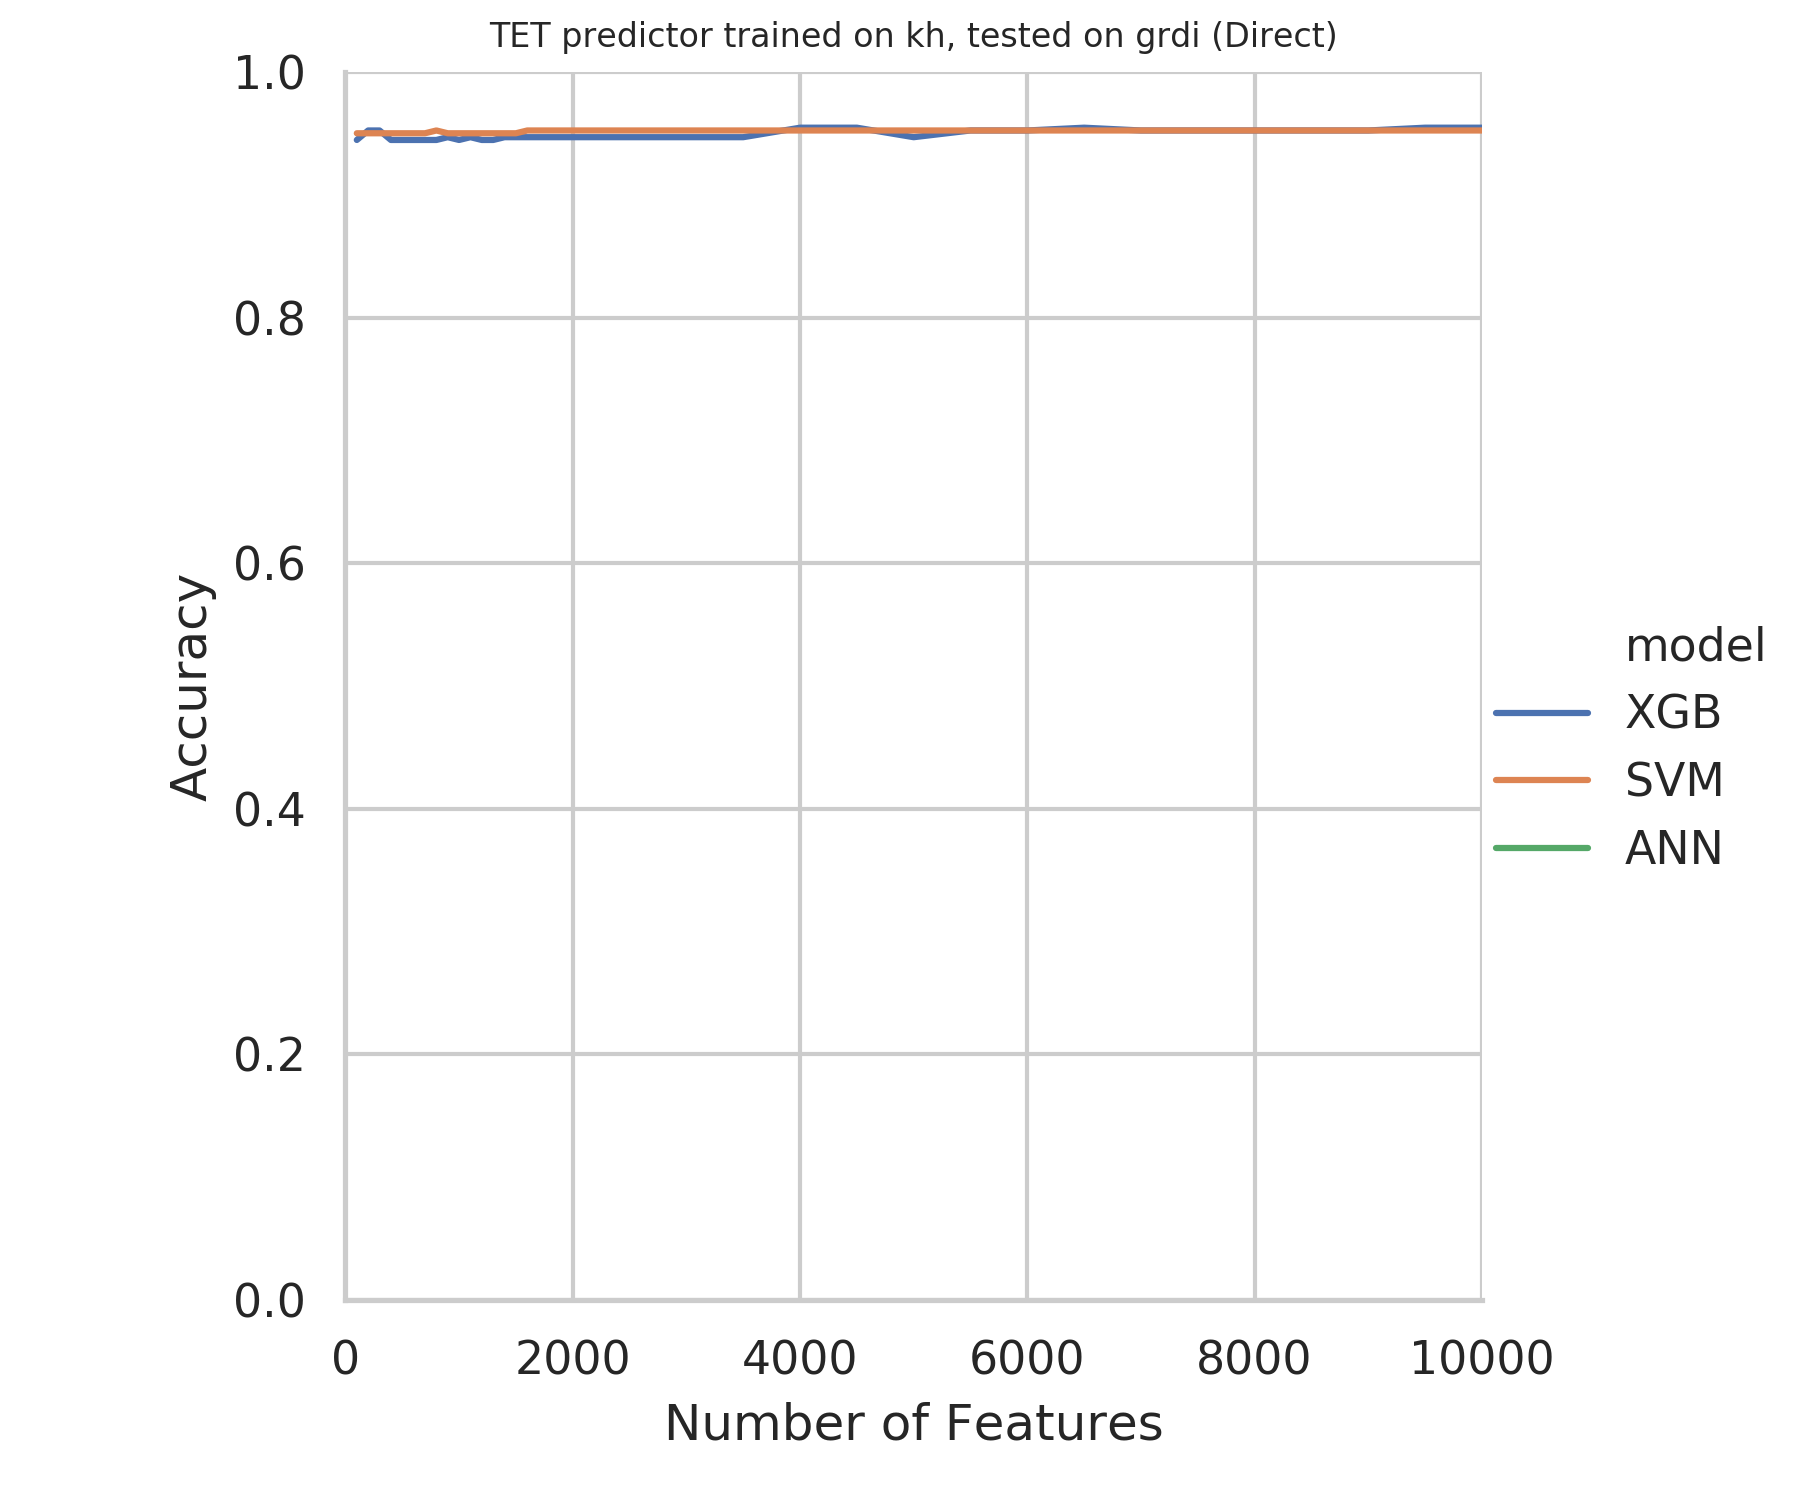 TET predictor trained on kh, tested on grdi (Direct)
1.0
0.8
0.6
0.4
0.2
0.0
Accuracy
0 2000 4000 6000 8000 10000
Number of Features
model
XGB
SVM
ANN